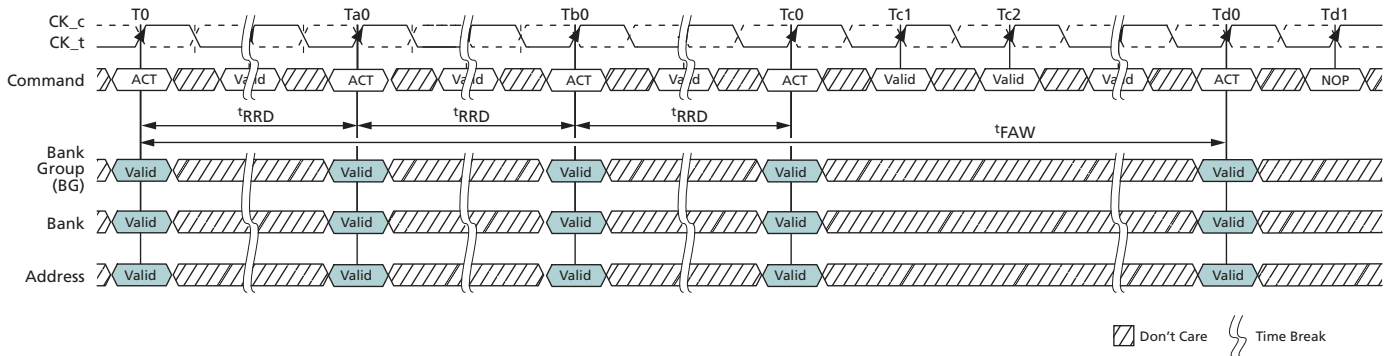 T0 Ta0 Tb0 Tc0 Tc1 Tc2 Td0 Td1
CK_c
CK_t
Command ACT Valid ACT Valid ACT Valid ACT Valid Valid Valid ACT NOP
tRRD tRRD tRRD
tFAW
Bank
Group
(BG)
Valid Valid Valid Valid Valid
Bank Valid Valid Valid Valid Valid
Address Valid Valid Valid Valid Valid
Don't Care Time Break